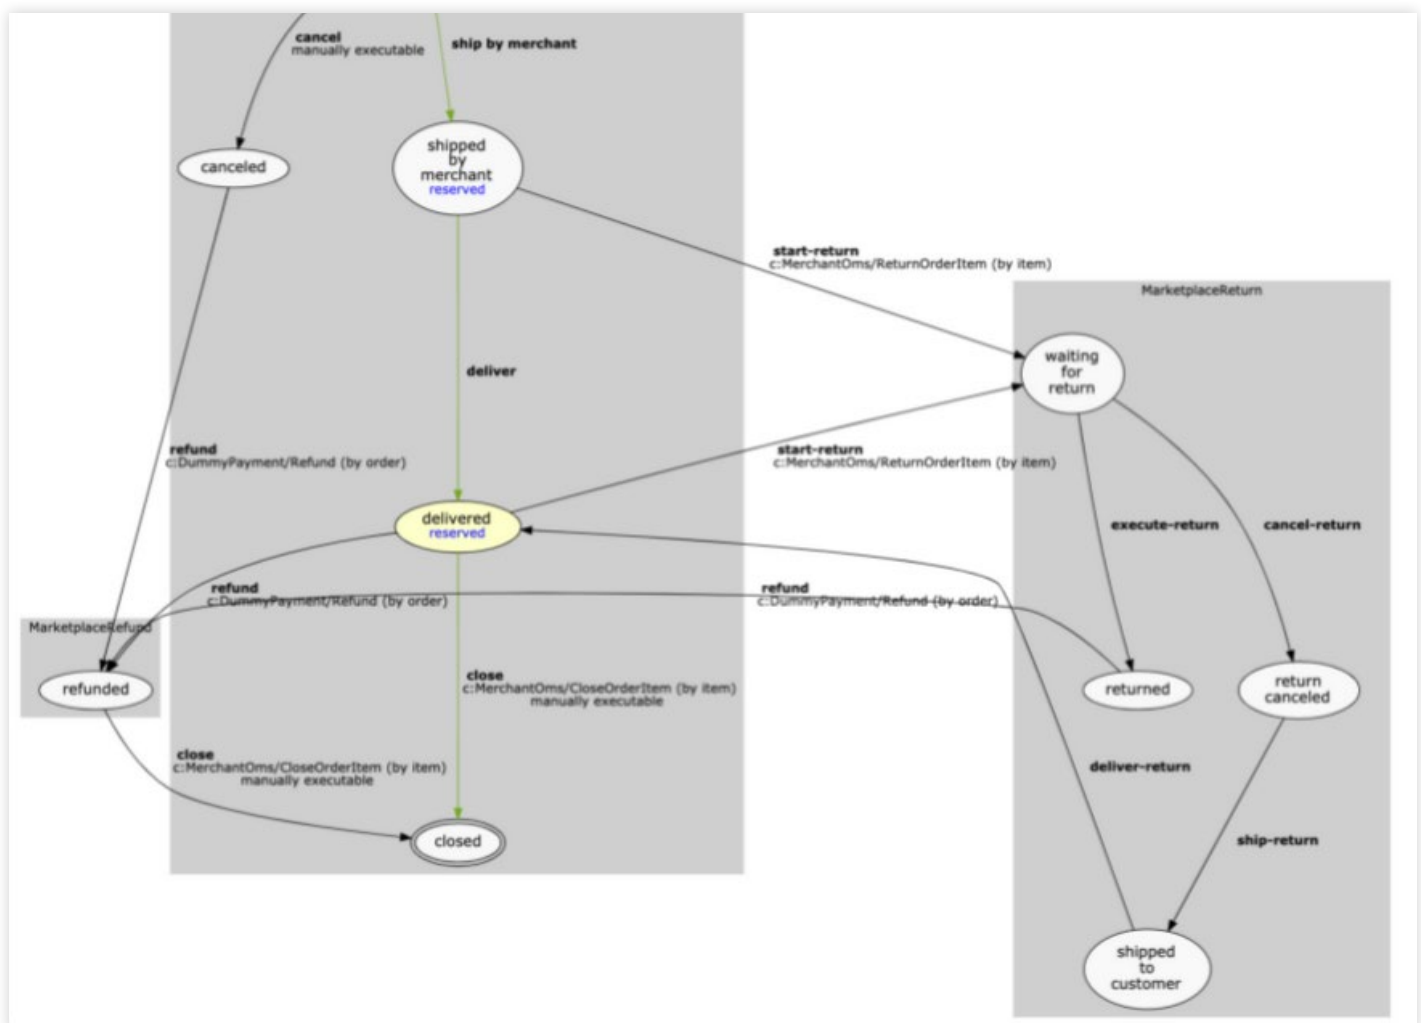 cancel
manually executable
ship by merchant
canceled
shipped
by
merchant
reserved
start-return
c:MerchantOms/ReturnOrderItem (by item)
MarketplaceReturn
waiting
for
return
deliver
refund
c:DummyPayment/Refund (by order)
start-return
c:MerchantOms/ReturnOrderItem (by item)
delivered
reserved
execute-return
cancel-return
refund
c:DummyPayment/Refund (by order)
refund
c:DummyPayment/Refund (by order)
MarketplaceRefund
refunded
close
c:MerchantOms/CloseOrderItem (by item)
manually executable
returned
return
canceled
close
c:MerchantOms/CloseOrderItem (by item)
manually executable
deliver-return
closed
ship-return
shipped
to
customer